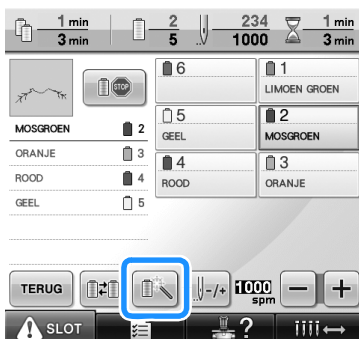 1 min
3 min
2
5
234
1000
1 min
3 min
STOP
MOSGROEN 2
ORANJE 3
ROOD 4
GEEL 5
6
1
LIMOEN GROEN
5
GEEL
2
MOSGROEN
4
ROOD
3
ORANJE
TERUG
-/+
1000
spm
− +
SLOT
?